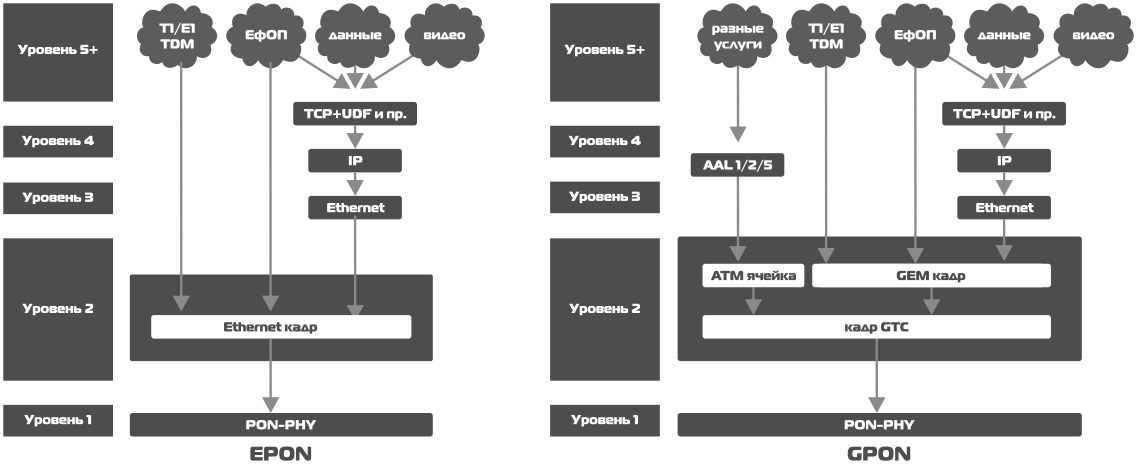 Уровень 5+
T1/E1
TDM
ЕфОП
данные
видео
TCP+UDF и пр.
Уровень 4
IP
Уровень 3
Ethernet
Уровень 2
Ethernet кадр
Уровень 1
PON-PHY
EPON
Уровень 5+
разные
услуги
T1/E1
TDM
ЕфОП
данные
видео
TCP+UDF и пр.
Уровень 4
AAL 1/2/5
IP
Уровень 3
Ethernet
Уровень 2
ATM ячейка
GEM кадр
кадр GTC
Уровень 1
PON-PHY
GPON